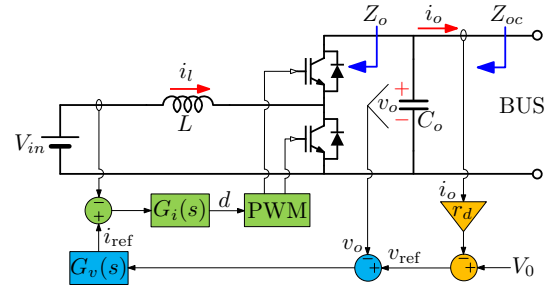 Z_o
i_o
Z_oc
i_l
+
v_o
−
C_o
BUS
L
V_in
i_o
− +
G_i(s)
d
PWM
r_d
i_ref
G_v(s)
v_o
−
+
v_ref
−
+
V_0